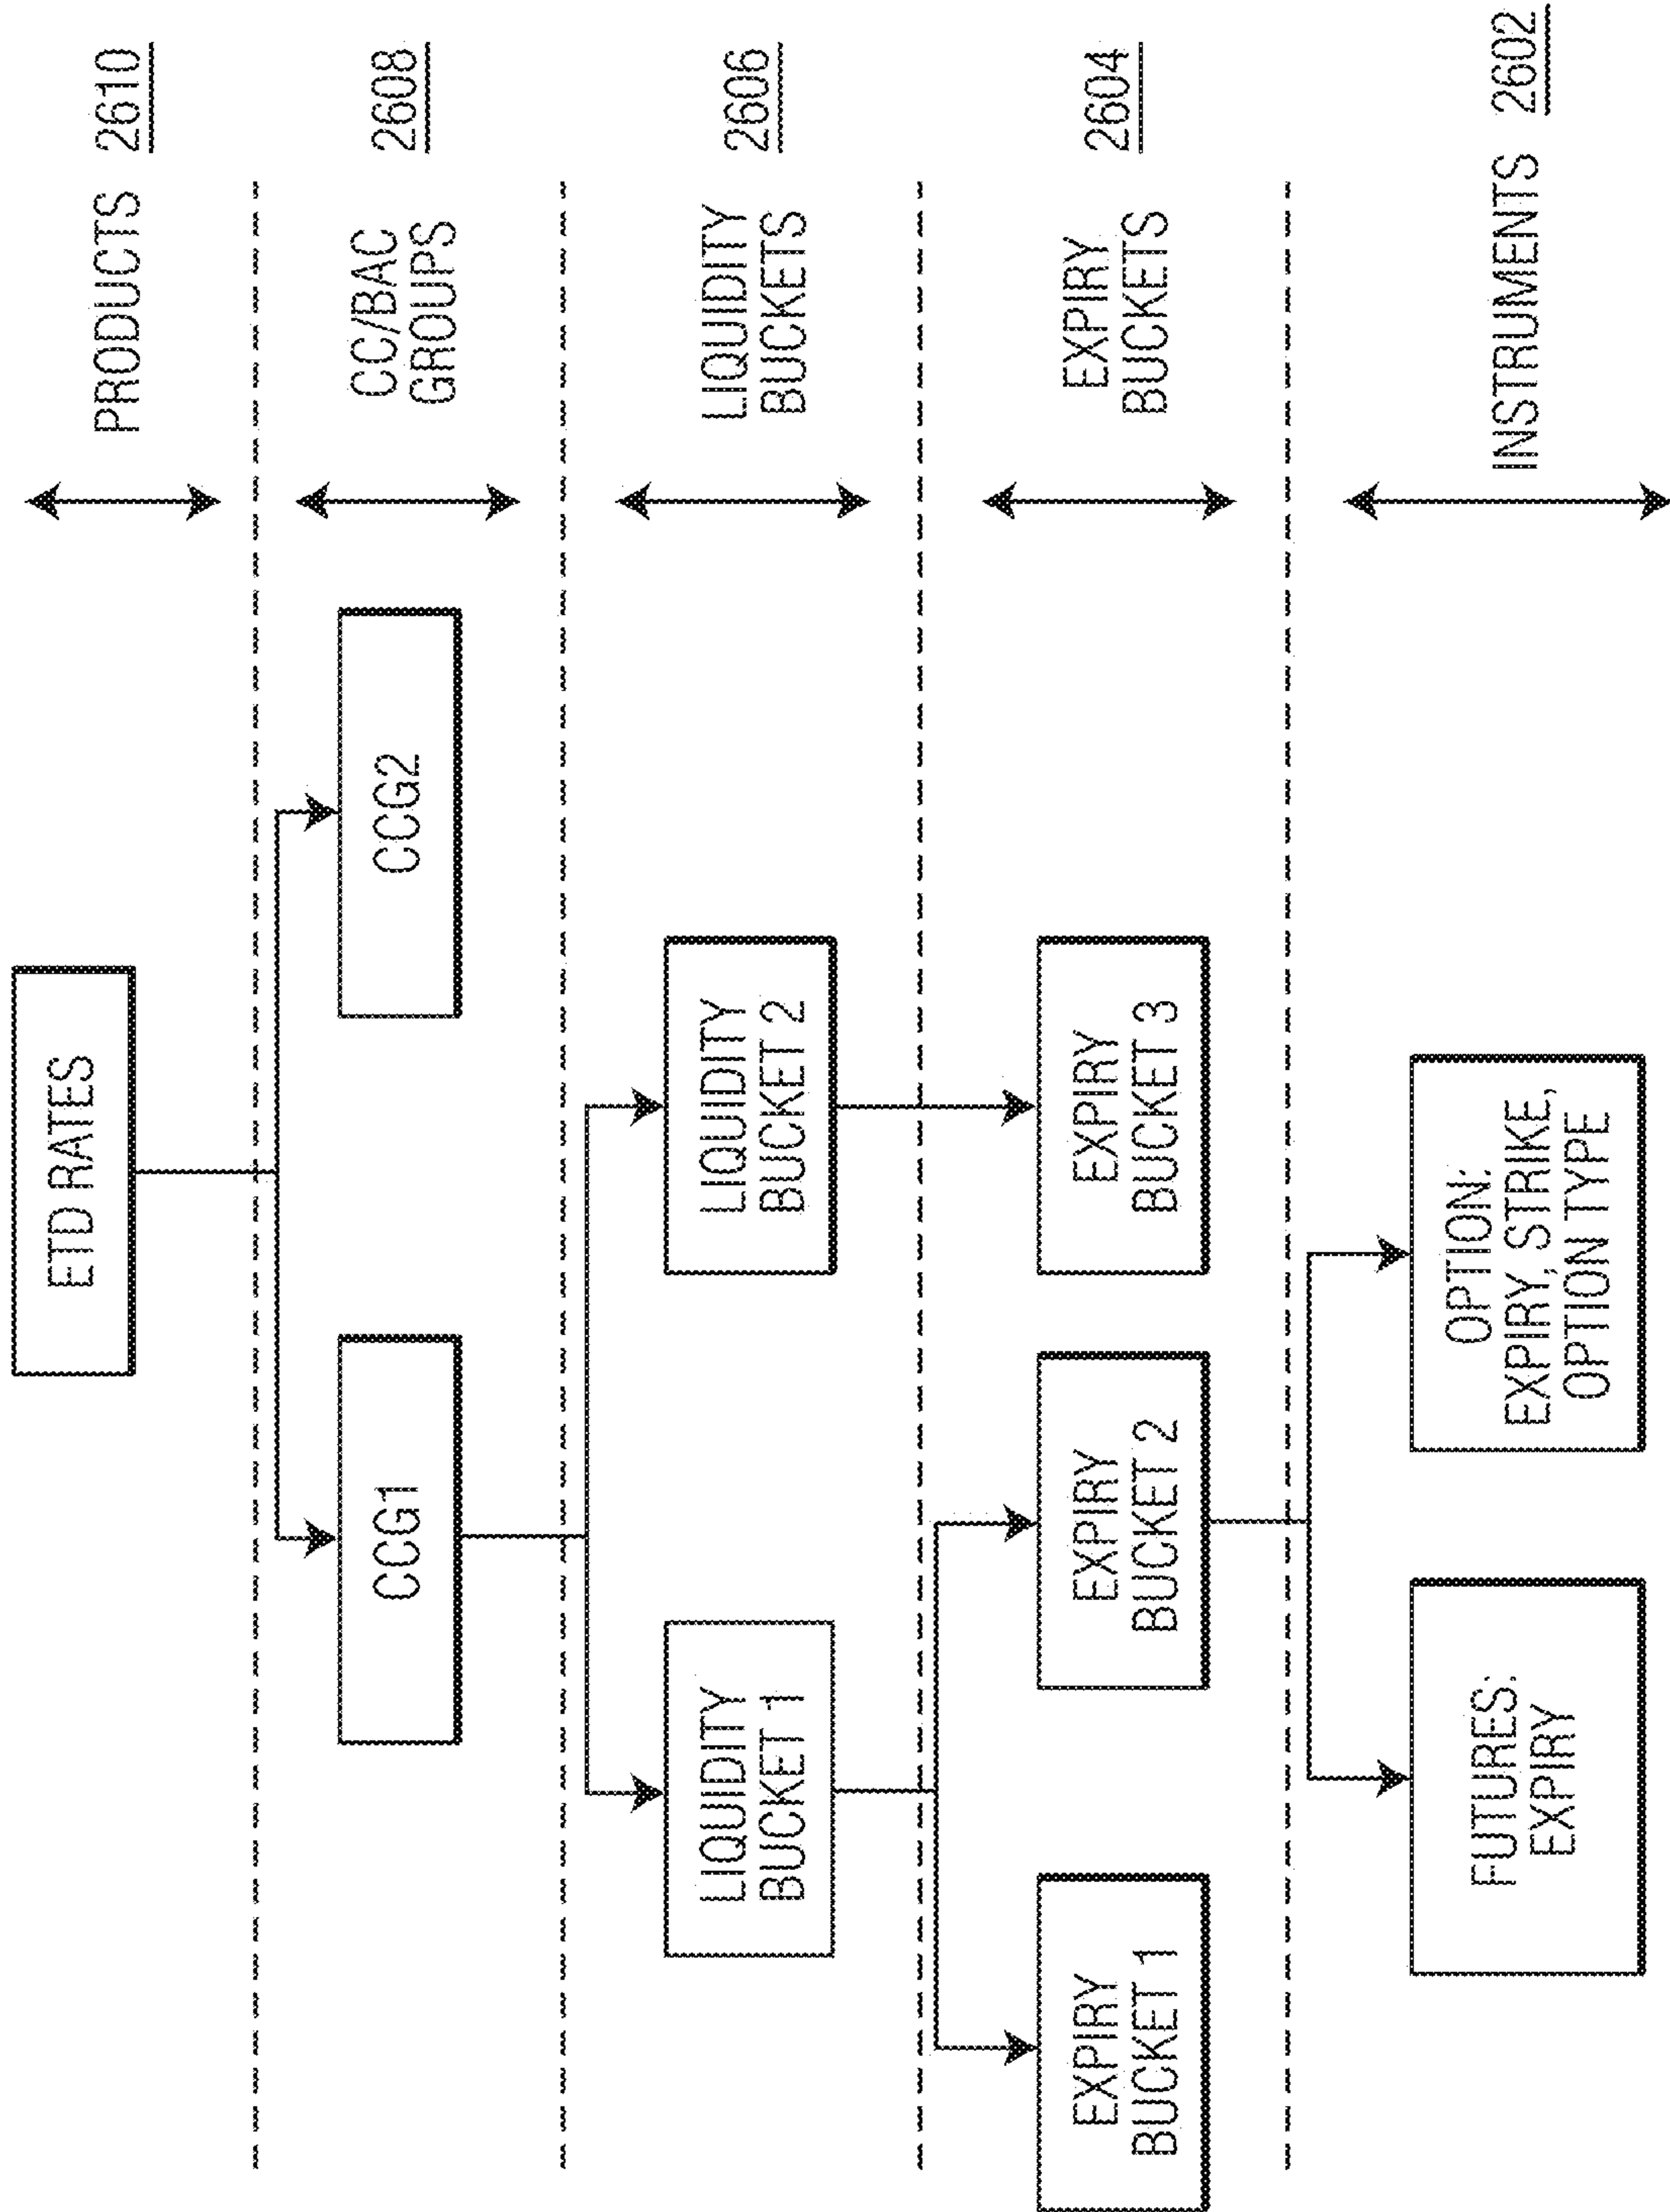 ETD RATES
PRODUCTS 2610
CCG1
CCG2
CC/BAC
GROUPS
2608
LIQUIDITY
BUCKET 1
LIQUIDITY
BUCKET 2
LIQUIDITY
BUCKETS
2606
EXPIRY
BUCKET 1
EXPIRY
BUCKET 2
EXPIRY
BUCKET 3
EXPIRY
BUCKETS
2604
FUTURES:
EXPIRY
OPTION:
EXPIRY, STRIKE,
OPTION TYPE
INSTRUMENTS 2602